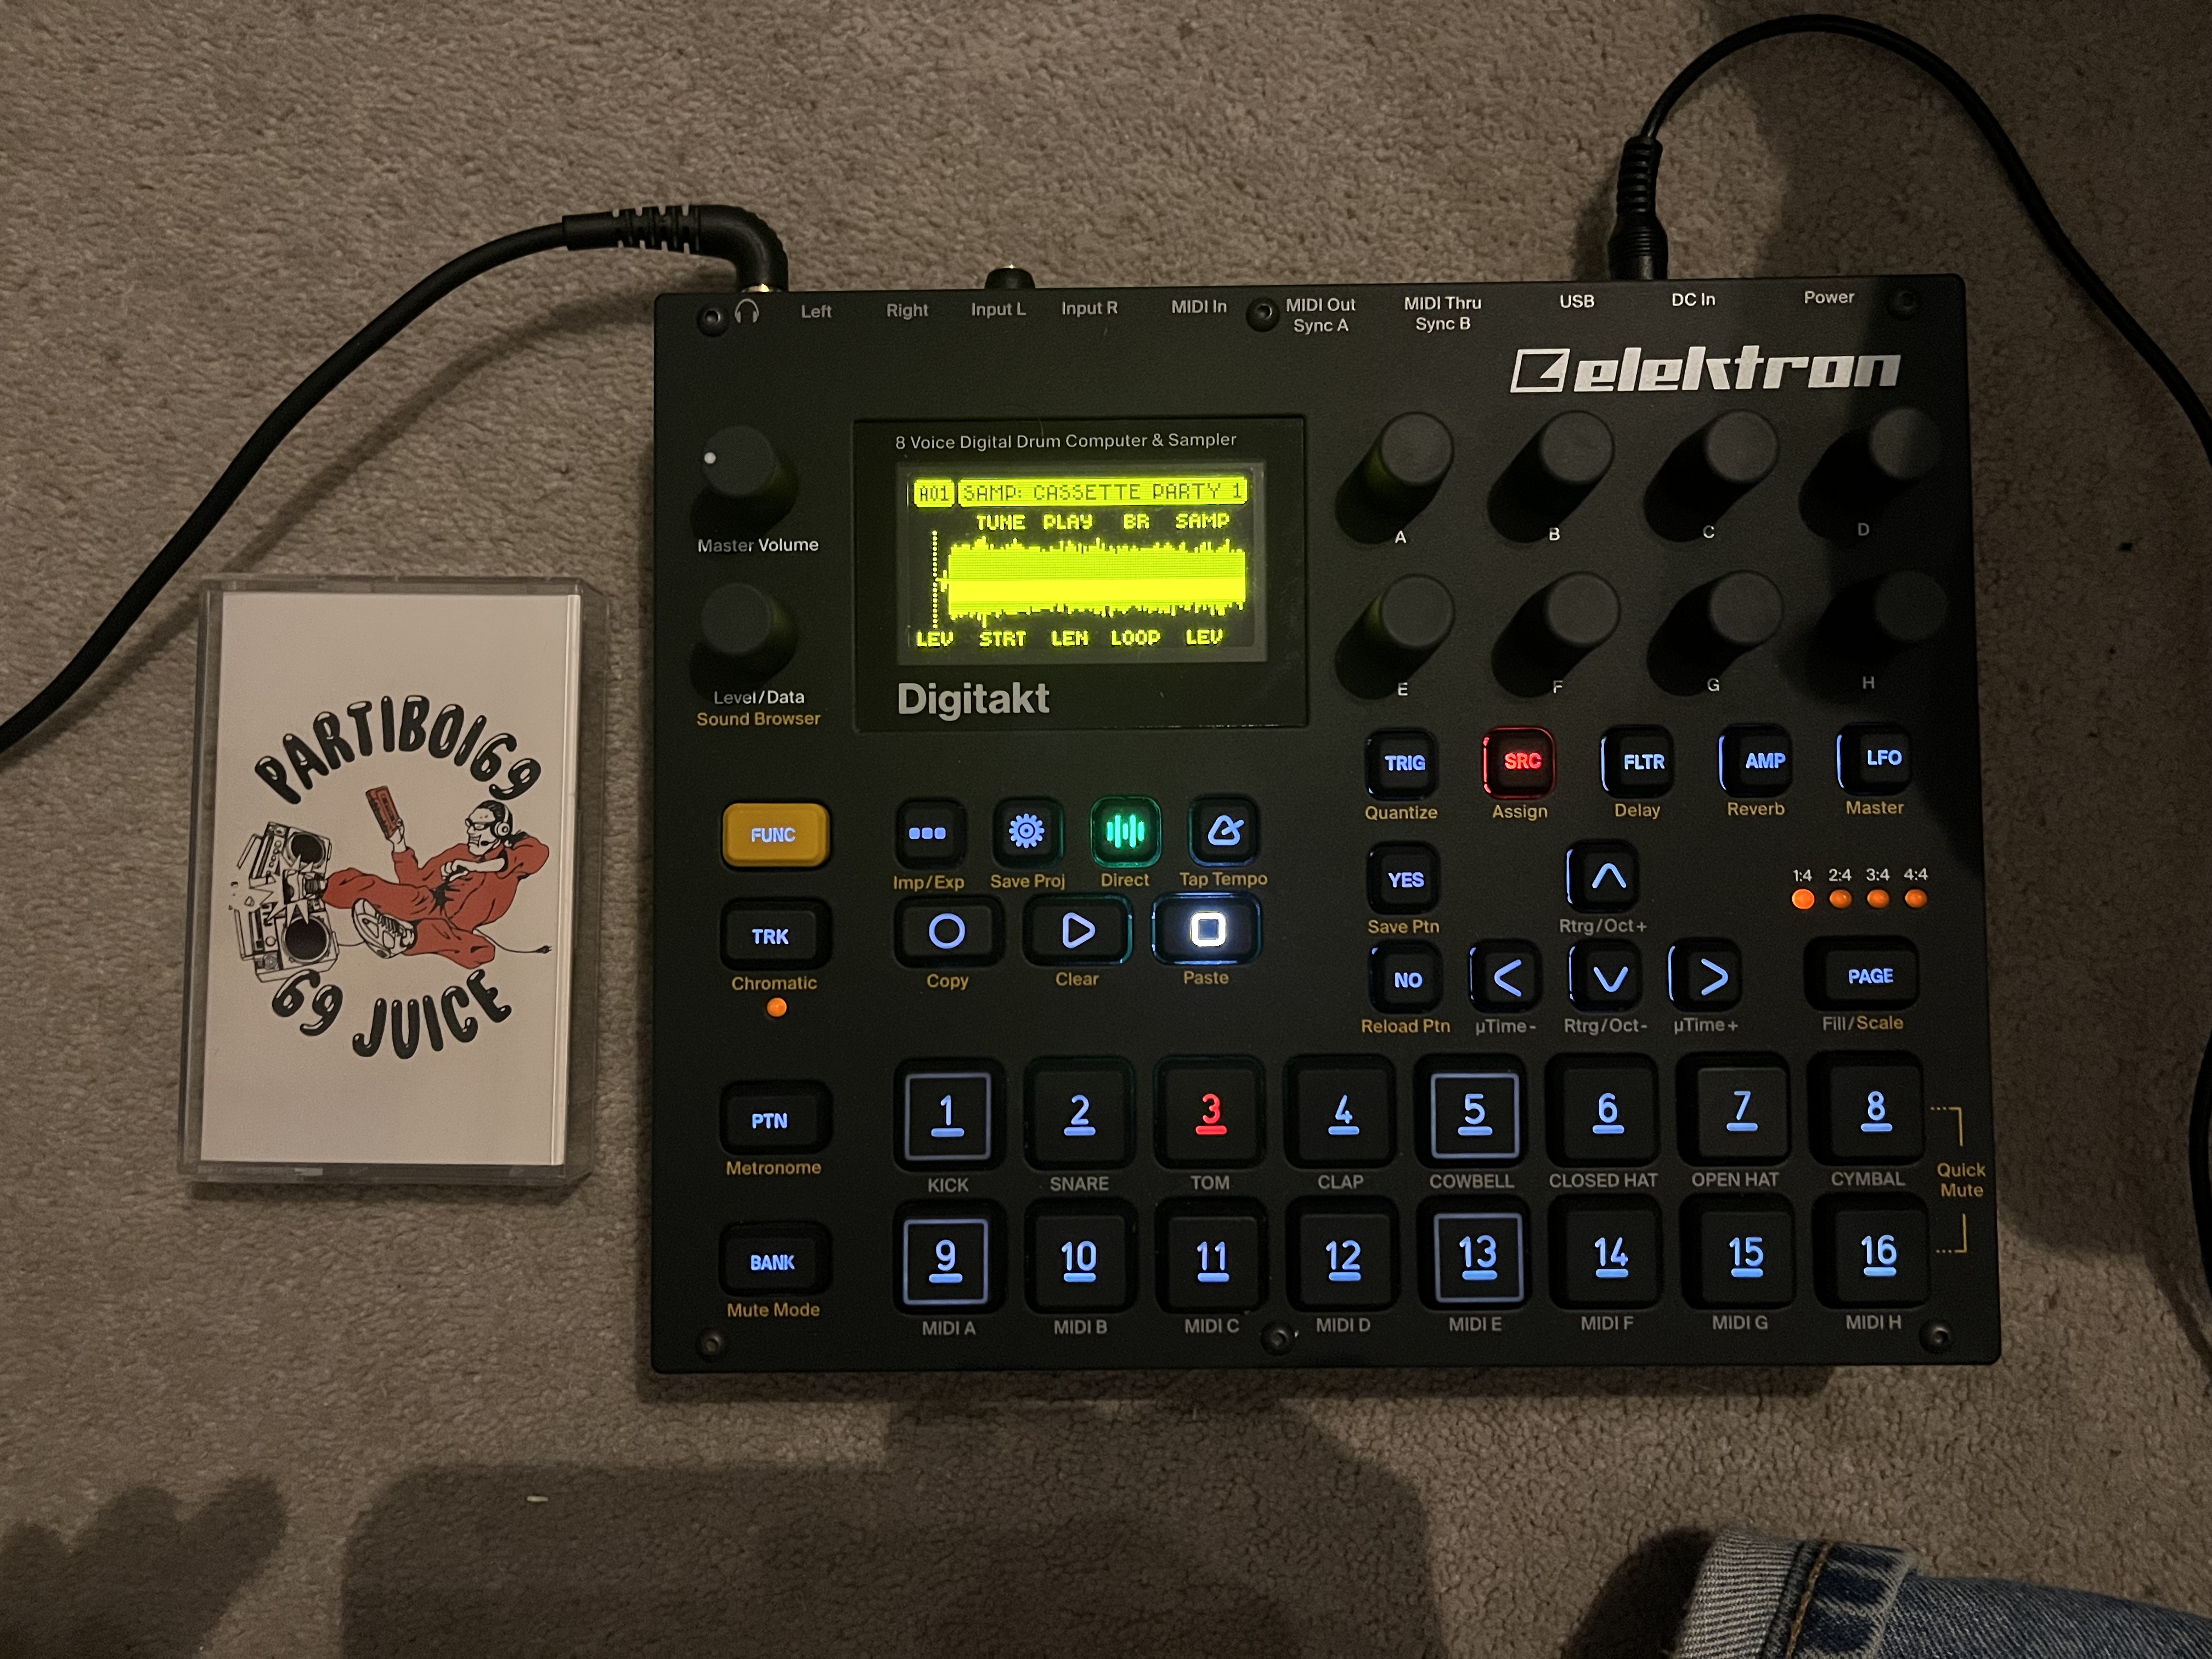 Left Right Input L Input R MIDI In MIDI Out MIDI Thru USB DC In Power
Sync A Sync B
elektron
8 Voice Digital Drum Computer & Sampler
A01 SAMP: CASSETTE PARTY 1
TUNE PLAY BR SAMP
LEV STRT LEN LOOP LEV
Digitakt
Master Volume
Level/Data
Sound Browser
A B C D
E F G H
TRIG SRC FLTR AMP LFO
Quantize Assign Delay Reverb Master
FUNC
Imp/Exp Save Proj Direct Tap Tempo
YES
Save Ptn
Rtrg/Oct+
1:4 2:4 3:4 4:4
TRK
Chromatic
Copy Clear Paste
NO
Reload Ptn µTime- Rtrg/Oct- µTime+
PAGE
Fill/Scale
PTN
Metronome
1 2 3 4 5 6 7 8
KICK SNARE TOM CLAP COWBELL CLOSED HAT OPEN HAT CYMBAL
Quick
Mute
BANK
Mute Mode
9 10 11 12 13 14 15 16
MIDI A MIDI B MIDI C MIDI D MIDI E MIDI F MIDI G MIDI H
PARTIBOI69
69 JUICE